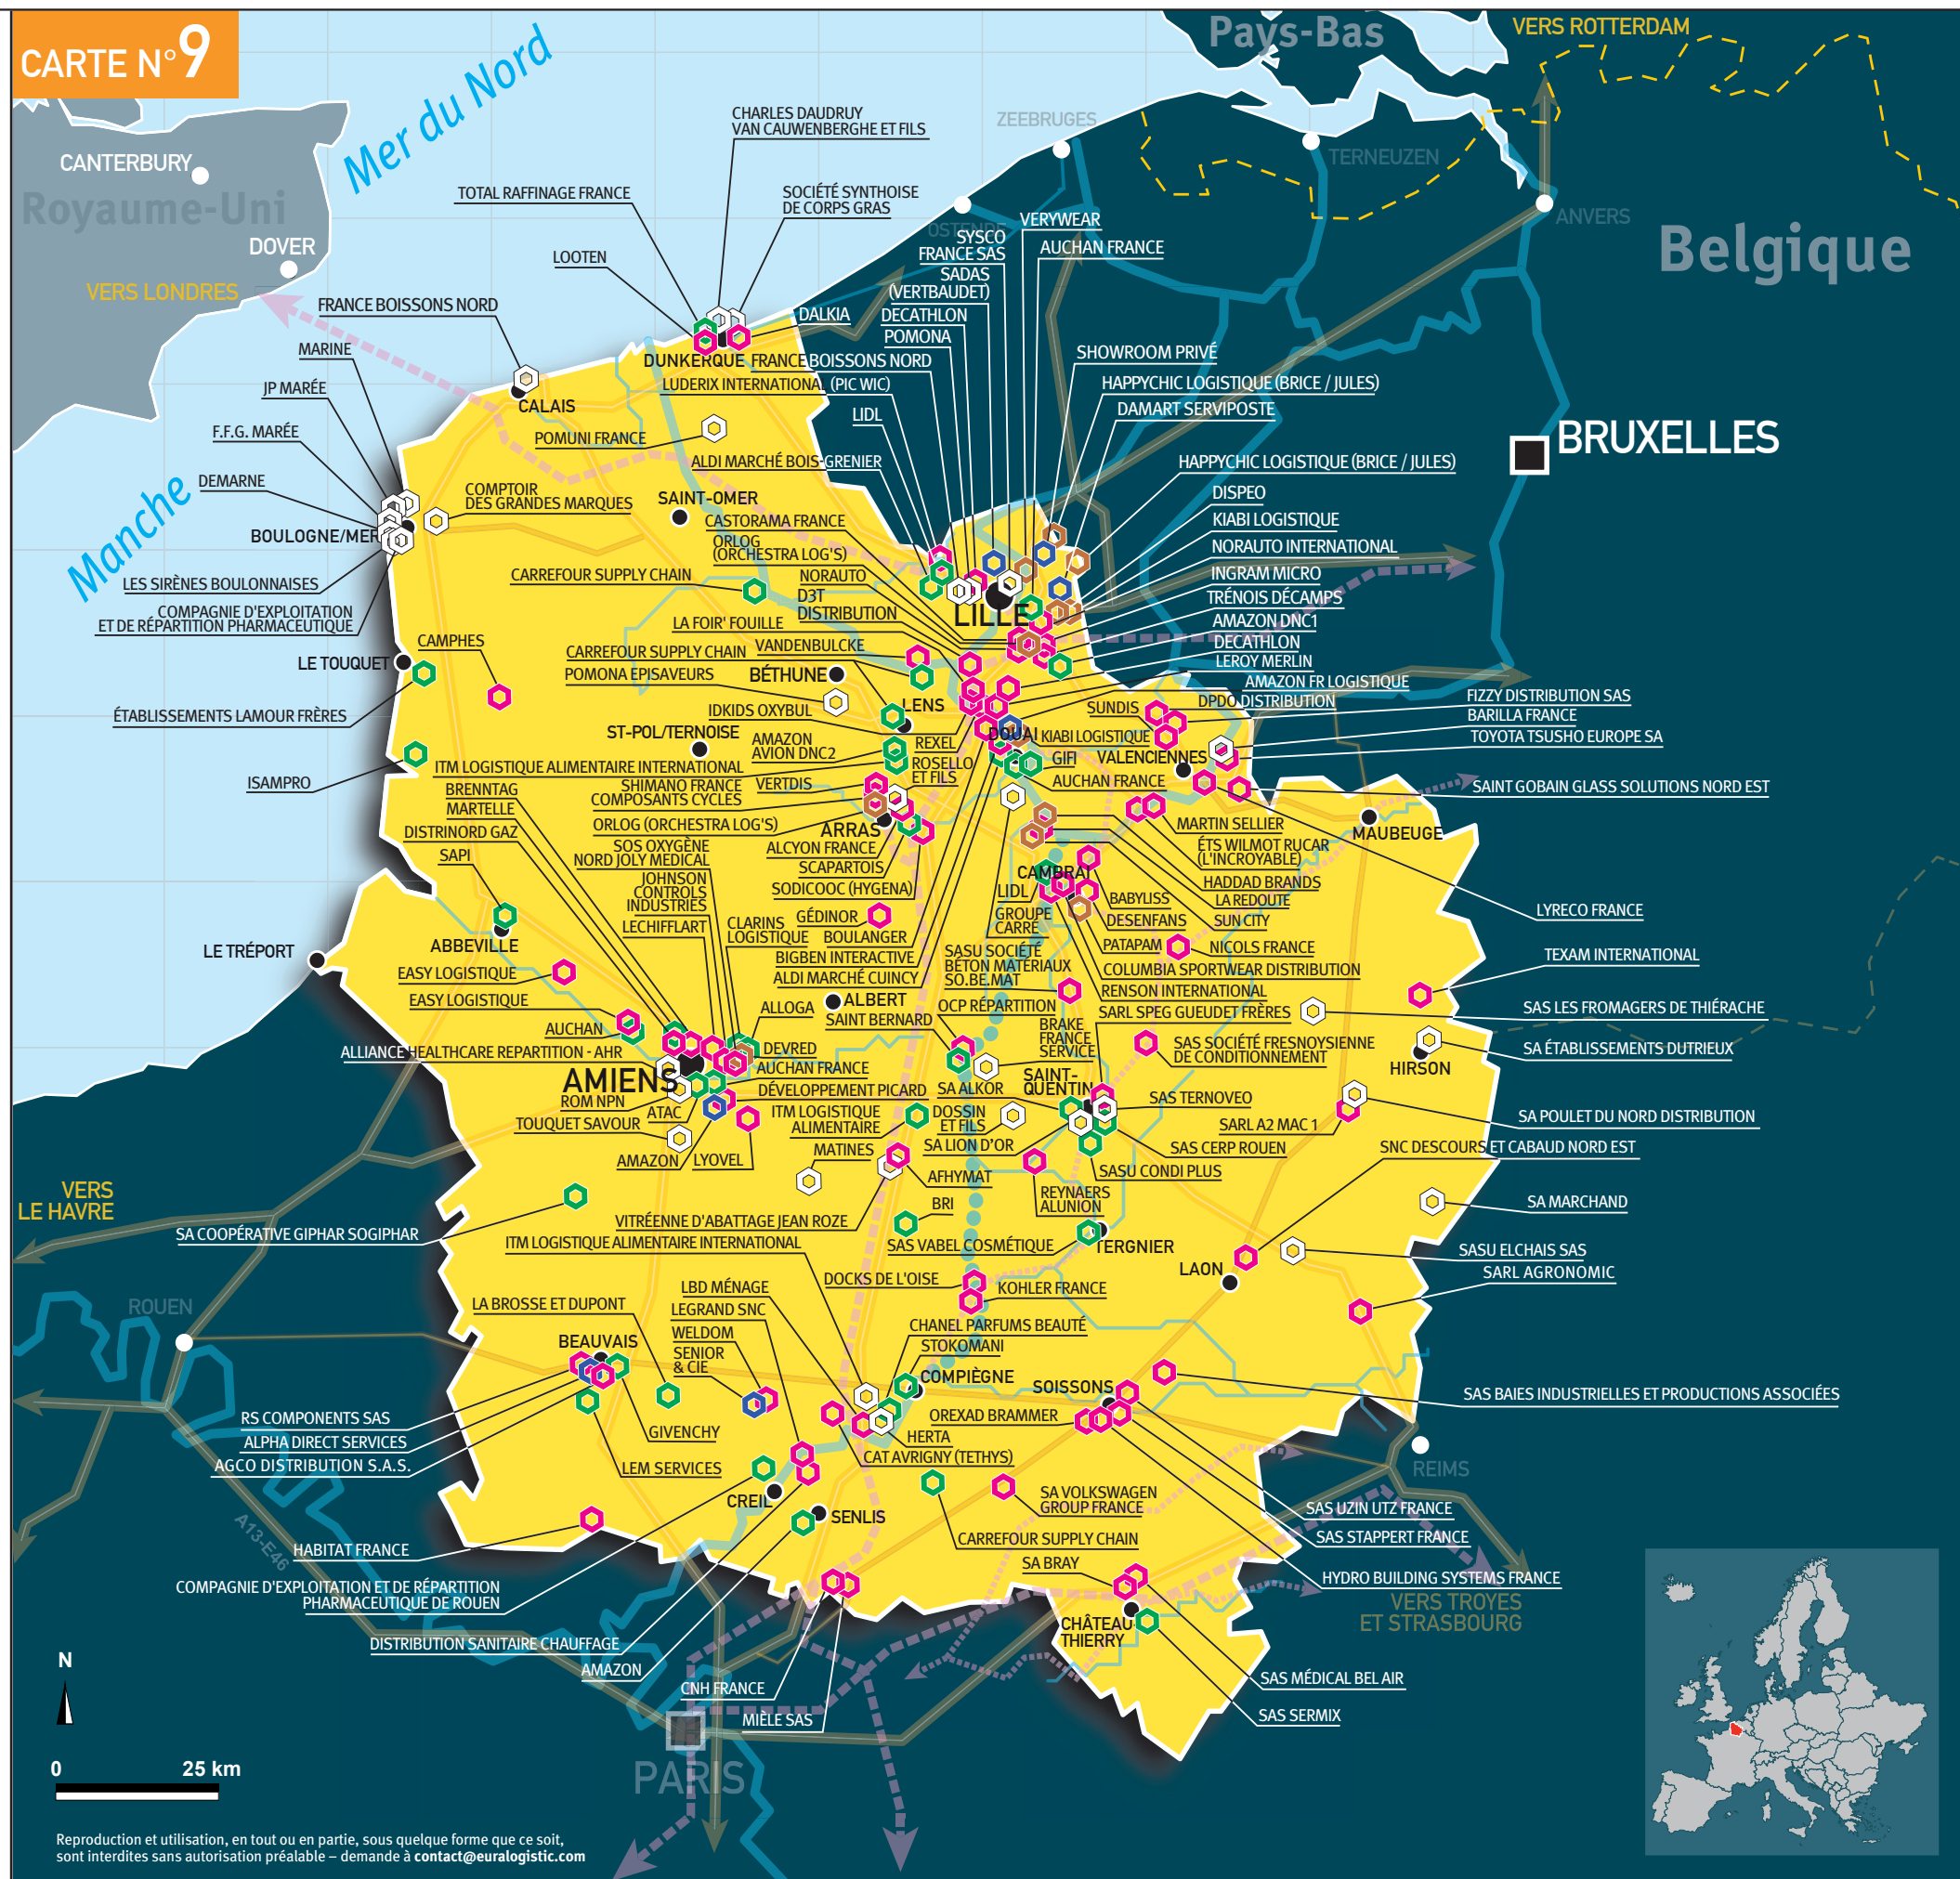 CARTE N°9
Mer du Nord
Manche
Royaume-Uni
CANTERBURY
DOVER
VERS LONDRES
Pays-Bas
VERS ROTTERDAM
Belgique
BRUXELLES
ZEEBRUGES
TERNEUZEN
ANVERS
OSTENDE
CHARLES DAUDRUY
VAN CAUWENBERGHE ET FILS
TOTAL RAFFINAGE FRANCE
SOCIÉTÉ SYNTHOISE
DE CORPS GRAS
LOOTEN
VERYWEAR
SYSCO
FRANCE SAS
AUCHAN FRANCE
SADAS
(VERTBAUDET)
FRANCE BOISSONS NORD
DALKIA
DECATHLON
POMONA
MARINE
DUNKERQUE
FRANCE BOISSONS NORD
SHOWROOM PRIVÉ
JP MARÉE
LUDERIX INTERNATIONAL (PIC WIC)
HAPPYCHIC LOGISTIQUE (BRICE / JULES)
CALAIS
LIDL
DAMART SERVIPOSTE
F.F.G. MARÉE
POMUNI FRANCE
ALDI MARCHÉ BOIS-GRENIER
HAPPYCHIC LOGISTIQUE (BRICE / JULES)
DEMARNE
COMPTOIR
DES GRANDES MARQUES
SAINT-OMER
DISPEO
BOULOGNE/MER
CASTORAMA FRANCE
KIABI LOGISTIQUE
ORLOG
(ORCHESTRA LOG'S)
NORAUTO INTERNATIONAL
LES SIRÈNES BOULONNAISES
CARREFOUR SUPPLY CHAIN
NORAUTO
INGRAM MICRO
COMPAGNIE D'EXPLOITATION
ET DE RÉPARTITION PHARMACEUTIQUE
D3T
DISTRIBUTION
TRÉNOIS DÉCAMPS
LILLE
LA FOIR' FOUILLE
AMAZON DNC1
CAMPHES
CARREFOUR SUPPLY CHAIN
VANDENBULCKE
DECATHLON
LE TOUQUET
LEROY MERLIN
POMONA EPISAVEURS
BÉTHUNE
AMAZON FR LOGISTIQUE
FIZZY DISTRIBUTION SAS
DPDO DISTRIBUTION
SUNDIS
ÉTABLISSEMENTS LAMOUR FRÈRES
IDKIDS OXYBUL
LENS
BARILLA FRANCE
ST-POL/TERNOISE
AMAZON
AVION DNC2
REXEL
DOUAI
KIABI LOGISTIQUE
TOYOTA TSUSHO EUROPE SA
VALENCIENNES
GIFI
ISAMPRO
ITM LOGISTIQUE ALIMENTAIRE INTERNATIONAL
ROSELLO
ET FILS
AUCHAN FRANCE
SAINT GOBAIN GLASS SOLUTIONS NORD EST
BRENNTAG
SHIMANO FRANCE
COMPOSANTS CYCLES
VERTDIS
MARTELLE
ORLOG (ORCHESTRA LOG'S)
ARRAS
MARTIN SELLIER
MAUBEUGE
DISTRINORD GAZ
SOS OXYGÈNE
NORD JOLY MEDICAL
ALCYON FRANCE
ÉTS WILMOT RUCAR
(L'INCROYABLE)
SAPI
SCAPARTOIS
CAMBRAI
HADDAD BRANDS
JOHNSON
CONTROLS
INDUSTRIES
SODICOOC (HYGENA)
LIDL
BABYLISS
LA REDOUTE
LYRECO FRANCE
LECHIFFLART
CLARINS
LOGISTIQUE
GÉDINOR
GROUPE
CARRÉ
DESENFANS
SUN CITY
BOULANGER
ABBEVILLE
LE TRÉPORT
PATAPAM
NICOLS FRANCE
BIGBEN INTERACTIVE
SASU SOCIÉTÉ
BÉTON MATÉRIAUX
SO.BE.MAT
TEXAM INTERNATIONAL
EASY LOGISTIQUE
ALDI MARCHÉ CUINCY
COLUMBIA SPORTWEAR DISTRIBUTION
EASY LOGISTIQUE
ALLOGA
ALBERT
RENSON INTERNATIONAL
OCP RÉPARTITION
SAS LES FROMAGERS DE THIÉRACHE
AUCHAN
SAINT BERNARD
SARL SPEG GUEUDET FRÈRES
BRAKE
FRANCE
SERVICE
ALLIANCE HEALTHCARE REPARTITION - AHR
DEVRED
SAS SOCIÉTÉ FRESNOYSIENNE
DE CONDITIONNEMENT
SA ÉTABLISSEMENTS DUTRIEUX
AMIENS
AUCHAN FRANCE
HIRSON
DÉVELOPPEMENT PICARD
SA ALKOR
SAINT-
QUENTIN
SAS TERNOVEO
ROM NPN
ATAC
ITM LOGISTIQUE
ALIMENTAIRE
DOSSIN
ET FILS
SARL A2 MAC 1
SA POULET DU NORD DISTRIBUTION
TOUQUET SAVOUR
SA LION D'OR
SAS CERP ROUEN
SNC DESCOURS ET CABAUD NORD EST
AMAZON
LYOVEL
MATINES
AFHYMAT
SASU CONDI PLUS
VERS
LE HAVRE
BRI
REYNAERS
ALUNION
SA MARCHAND
SA COOPÉRATIVE GIPHAR SOGIPHAR
VITRÉENNE D'ABATTAGE JEAN ROZE
ITM LOGISTIQUE ALIMENTAIRE INTERNATIONAL
SAS VABEL COSMÉTIQUE
TERGNIER
SASU ELCHAIS SAS
LAON
SARL AGRONOMIC
DOCKS DE L'OISE
KOHLER FRANCE
LBD MÉNAGE
ROUEN
LA BROSSE ET DUPONT
LEGRAND SNC
CHANEL PARFUMS BEAUTÉ
BEAUVAIS
WELDOM
STOKOMANI
SENIOR
& CIE
COMPIÈGNE
SOISSONS
SAS BAIES INDUSTRIELLES ET PRODUCTIONS ASSOCIÉES
RS COMPONENTS SAS
OREXAD BRAMMER
GIVENCHY
HERTA
ALPHA DIRECT SERVICES
CAT AVRIGNY (TETHYS)
AGCO DISTRIBUTION S.A.S.
LEM SERVICES
REIMS
CREIL
SA VOLKSWAGEN
GROUP FRANCE
SAS UZIN UTZ FRANCE
SENLIS
A13-E46
SAS STAPPERT FRANCE
HABITAT FRANCE
CARREFOUR SUPPLY CHAIN
SA BRAY
HYDRO BUILDING SYSTEMS FRANCE
COMPAGNIE D'EXPLOITATION ET DE RÉPARTITION
PHARMACEUTIQUE DE ROUEN
VERS TROYES
ET STRASBOURG
CHÂTEAU
THIERRY
DISTRIBUTION SANITAIRE CHAUFFAGE
AMAZON
SAS MÉDICAL BEL AIR
CNH FRANCE
SAS SERMIX
MIÈLE SAS
PARIS
N
0 25 km
Reproduction et utilisation, en tout ou en partie, sous quelque forme que ce soit,
sont interdites sans autorisation préalable – demande à contact@euralogistic.com